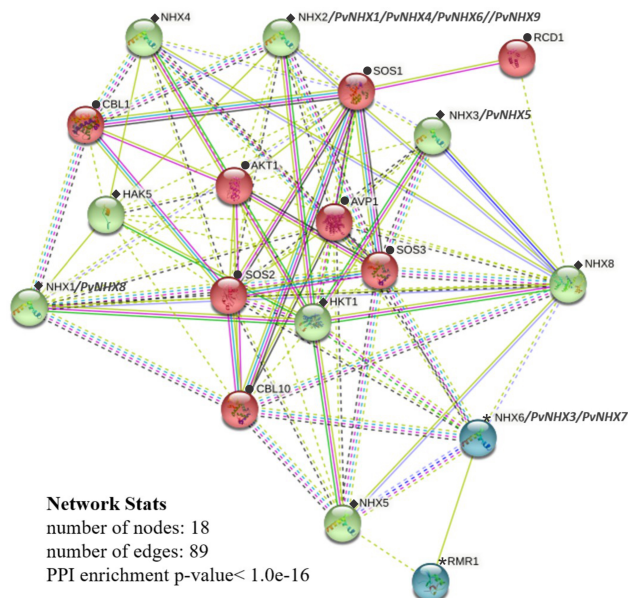 ◆NHX4
◆NHX2/PvNHX1/PvNHX4/PvNHX6//PvNHX9
●RCD1
●SOS1
●CBL1
◆NHX3/PvNHX5
●AKT1
◆HAK5
●AVP1
●SOS3
◆NHX8
●SOS2
◆NHX1/PvNHX8
◆HKT1
●CBL10
*NHX6/PvNHX3/PvNHX7
◆NHX5
Network Stats
number of nodes: 18
number of edges: 89
PPI enrichment p-value< 1.0e-16
*RMR1